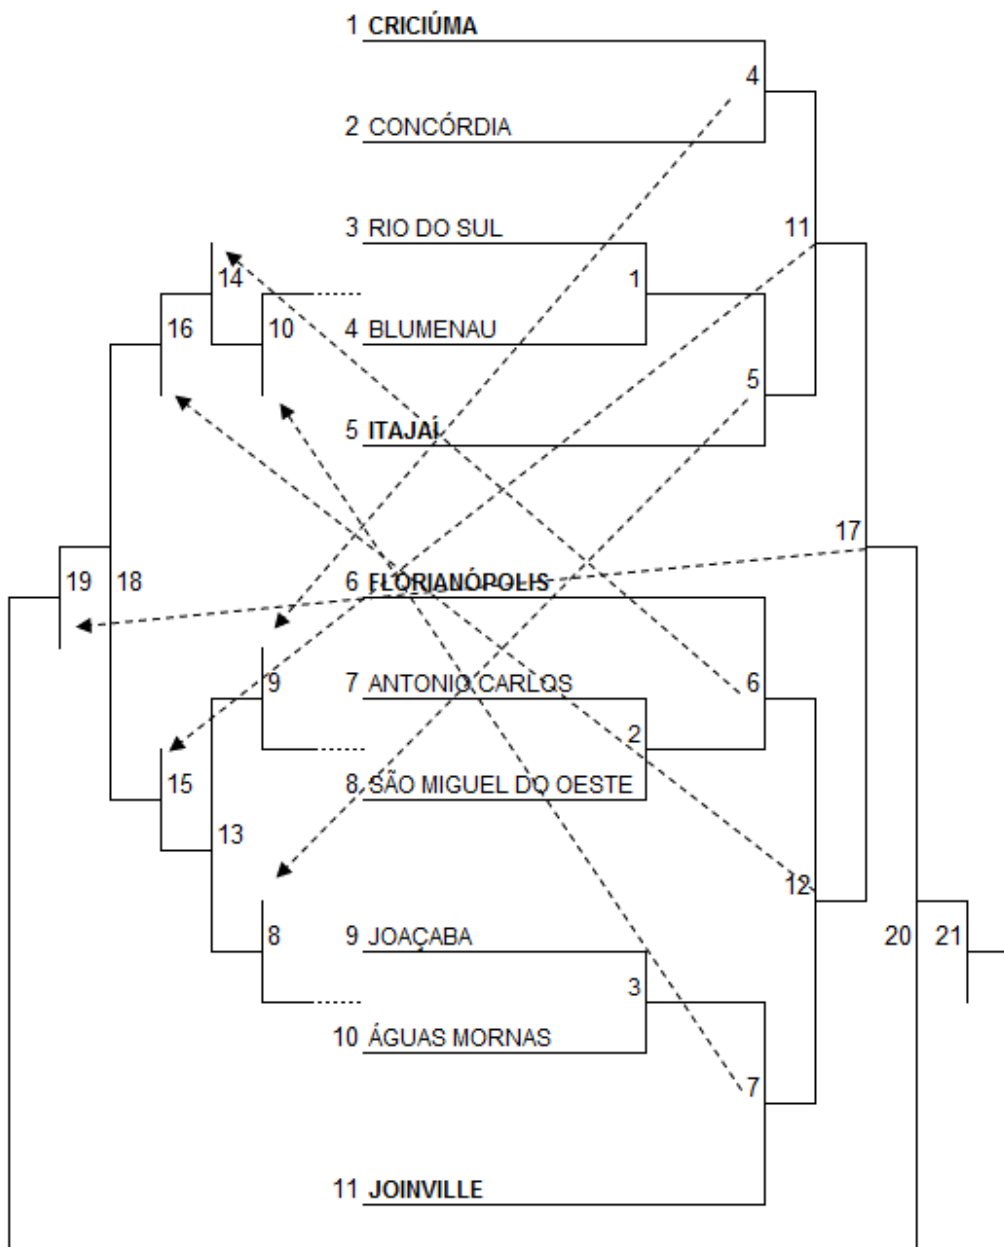 1 CRICIÚMA
4
2 CONCÓRDIA
3 RIO DO SUL
11
14
1
16
10
4 BLUMENAU
5
5 ITAJAÍ
17
19
18
6 FLORIANÓPOLIS
9
7 ANTONIO CARLOS
6
2
15
8 SÃO MIGUEL DO OESTE
13
12
8
9 JOAÇABA
20
21
3
10 ÁGUAS MORNAS
7
11 JOINVILLE